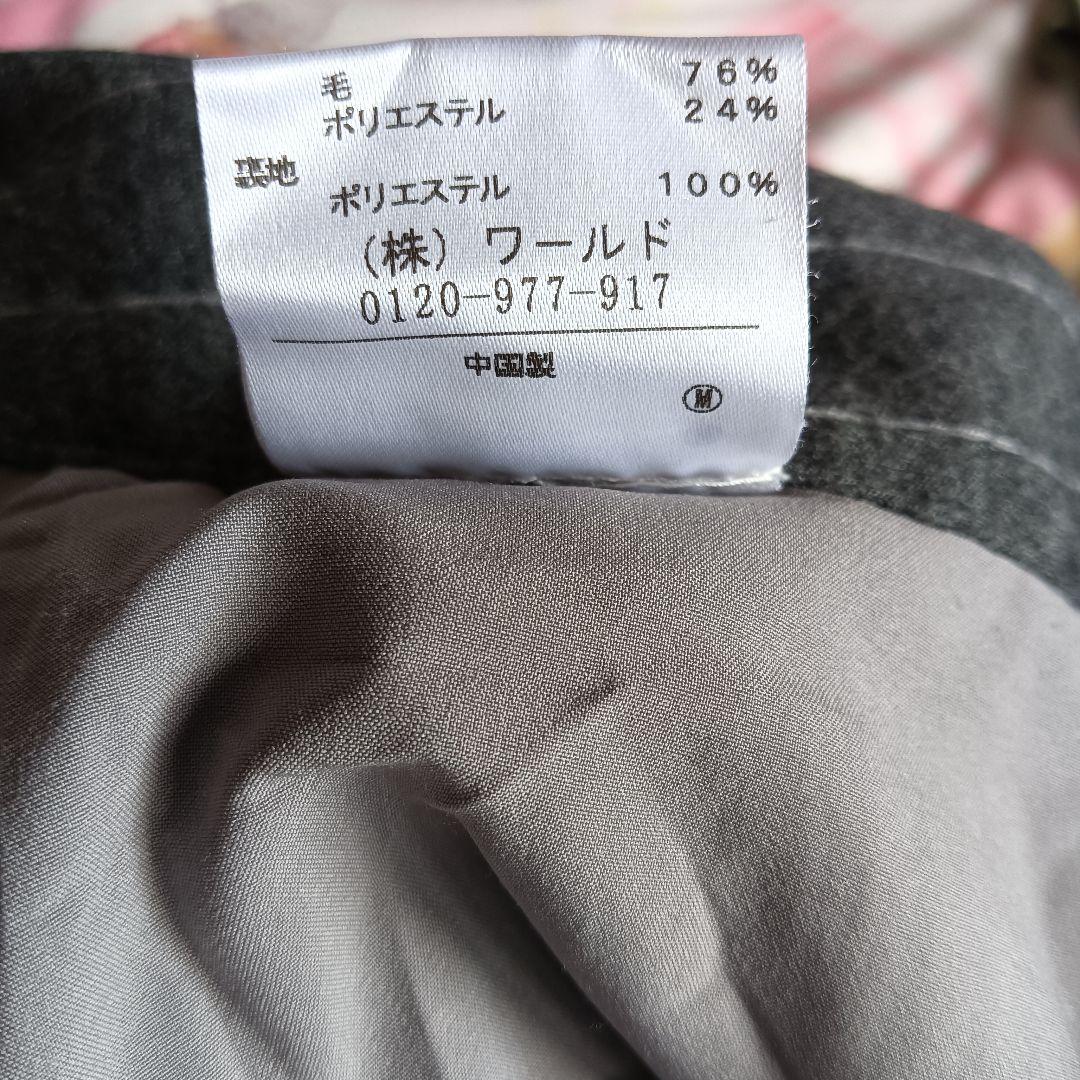 毛 76%
ポリエステル 24%
裏地
ポリエステル 100%
(株) ワールド
0120-977-917
中国製
M